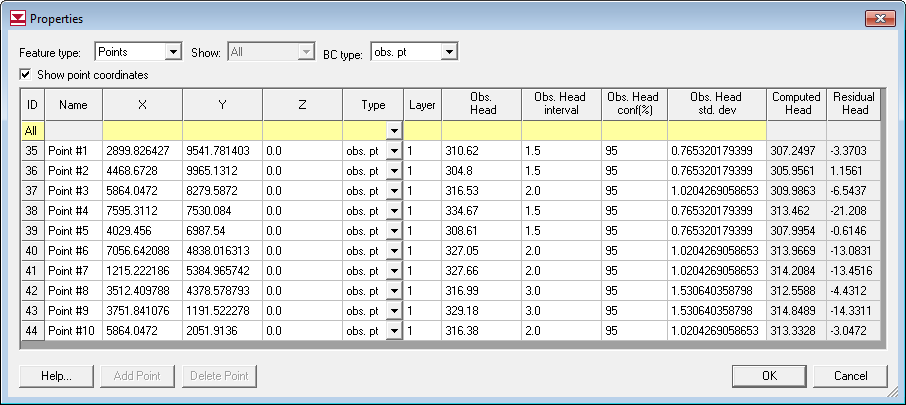 Properties
Feature type: Points Show: All BC type: obs. pt
Show point coordinates
ID Name X Y Z Type Layer Obs. Head Obs. Head interval Obs. Head conf(%) Obs. Head std. dev Computed Head Residual Head
All
35 Point #1 2899.826427 9541.781403 0.0 obs. pt 1 310.62 1.5 95 0.765320179399 307.2497 -3.3703
36 Point #2 4468.6728 9965.1312 0.0 obs. pt 1 304.8 1.5 95 0.765320179399 305.9561 1.1561
37 Point #3 5864.0472 8279.5872 0.0 obs. pt 1 316.53 2.0 95 1.0204269058653 309.9863 -6.5437
38 Point #4 7595.3112 7530.084 0.0 obs. pt 1 334.67 1.5 95 0.765320179399 313.462 -21.208
39 Point #5 4029.456 6987.54 0.0 obs. pt 1 308.61 1.5 95 0.765320179399 307.9954 -0.6146
40 Point #6 7056.642088 4838.016313 0.0 obs. pt 1 327.05 2.0 95 1.0204269058653 313.9669 -13.0831
41 Point #7 1215.222186 5384.965742 0.0 obs. pt 1 327.66 2.0 95 1.0204269058653 314.2084 -13.4516
42 Point #8 3512.409788 4378.578793 0.0 obs. pt 1 316.99 3.0 95 1.530640358798 312.5588 -4.4312
43 Point #9 3751.841076 1191.522278 0.0 obs. pt 1 329.18 3.0 95 1.530640358798 314.8489 -14.3311
44 Point #10 5864.0472 2051.9136 0.0 obs. pt 1 316.38 2.0 95 1.0204269058653 313.3328 -3.0472
Help... Add Point Delete Point OK Cancel